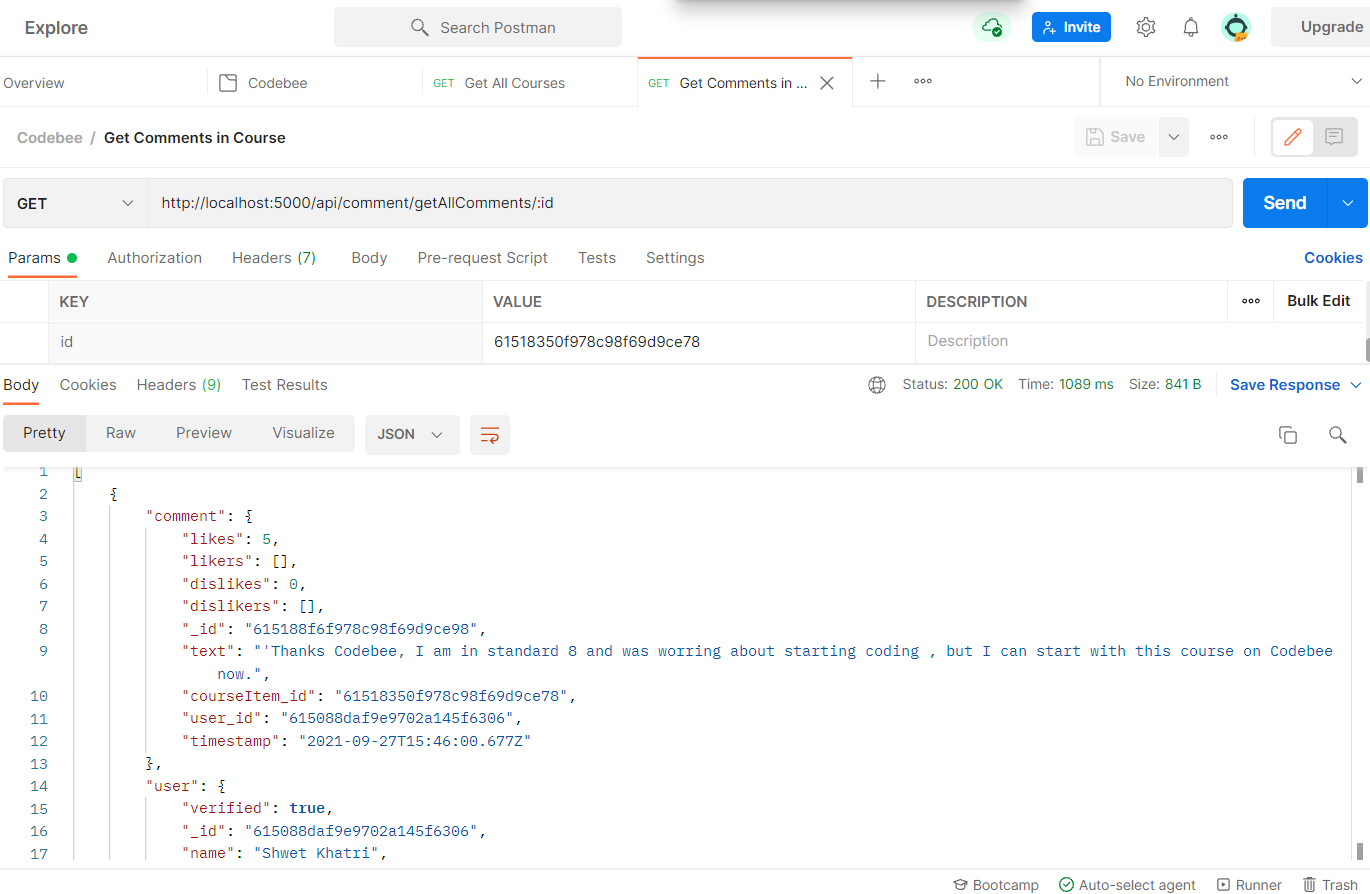 Explore
Search Postman
Invite
Upgrade
Overview
Codebee
GET Get All Courses
GET Get Comments in ...
No Environment
Codebee / Get Comments in Course
Save
GET
http://localhost:5000/api/comment/getAllComments/:id
Send
Params
Authorization
Headers (7)
Body
Pre-request Script
Tests
Settings
Cookies
KEY
VALUE
DESCRIPTION
Bulk Edit
id
61518350f978c98f69d9ce78
Description
Body
Cookies
Headers (9)
Test Results
Status: 200 OK
Time: 1089 ms
Size: 841 B
Save Response
Pretty
Raw
Preview
Visualize
JSON
1 [
2 {
3 "comment": {
4 "likes": 5,
5 "likers": [],
6 "dislikes": 0,
7 "dislikers": [],
8 "_id": "615188f6f978c98f69d9ce98",
9 "text": "'Thanks Codebee, I am in standard 8 and was worring about starting coding , but I can start with this course on Codebee
now.",
10 "courseItem_id": "61518350f978c98f69d9ce78",
11 "user_id": "615088daf9e9702a145f6306",
12 "timestamp": "2021-09-27T15:46:00.677Z"
13 },
14 "user": {
15 "verified": true,
16 "_id": "615088daf9e9702a145f6306",
17 "name": "Shwet Khatri",
Bootcamp
Auto-select agent
Runner
Trash